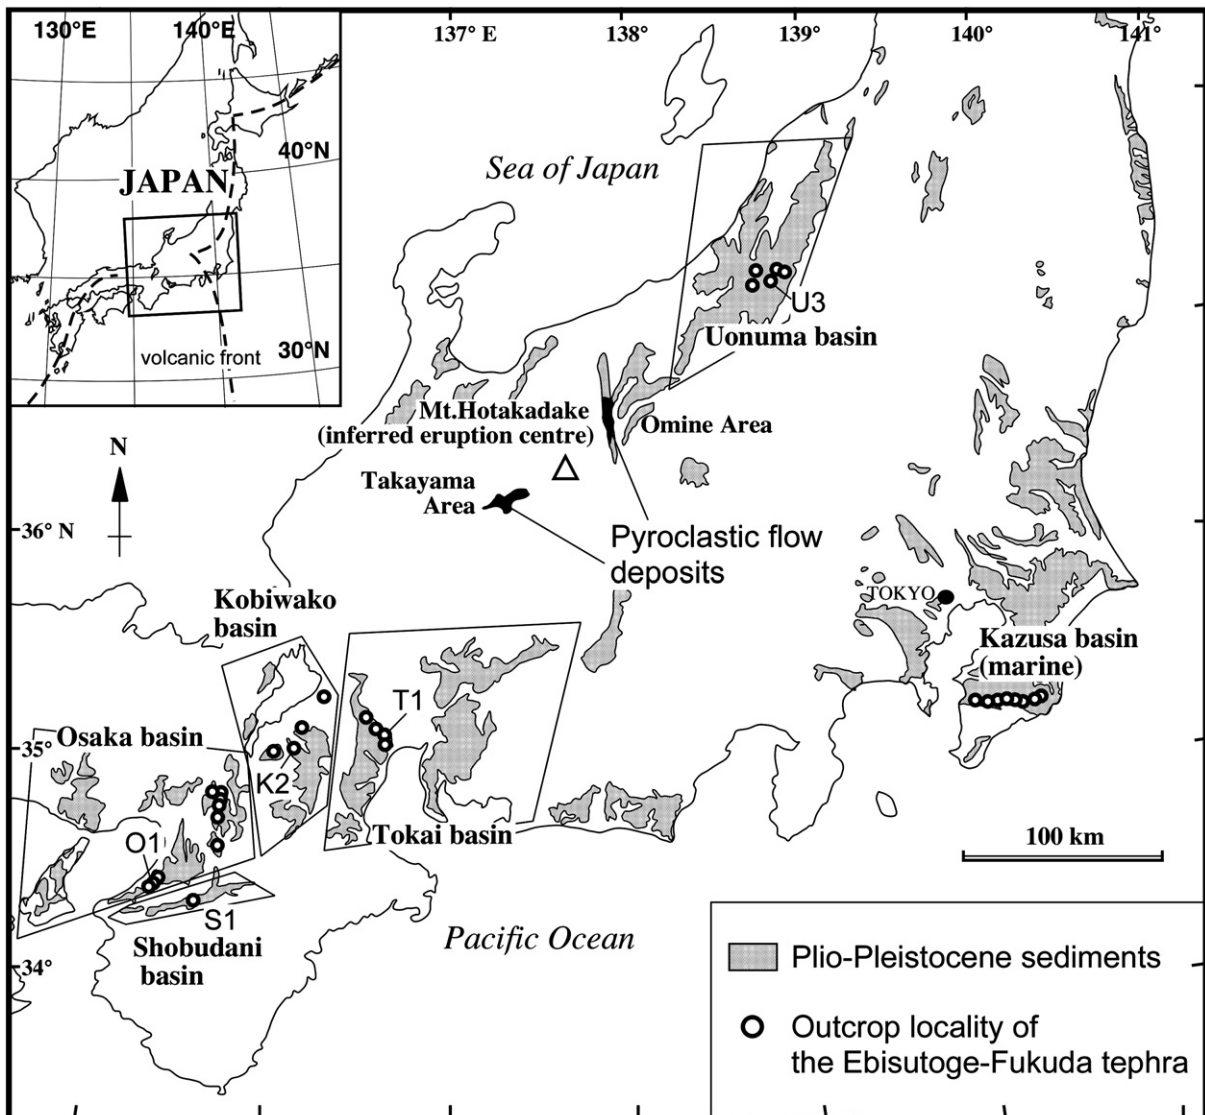 130°E 140°E
40°N
JAPAN
volcanic front
30°N
137° E 138° 139° 140° 141°
Sea of Japan
U3
Uonuma basin
Mt.Hotakadake
(inferred eruption centre)
Omine Area
N
Takayama
Area
36° N
Pyroclastic flow
deposits
TOKYO
Kobiwako
basin
Kazusa basin
(marine)
T1
Osaka basin
35°
K2
Tokai basin
100 km
O1
S1
Shobudani
basin
34°
Pacific Ocean
Plio-Pleistocene sediments
Outcrop locality of
the Ebisutoge-Fukuda tephra